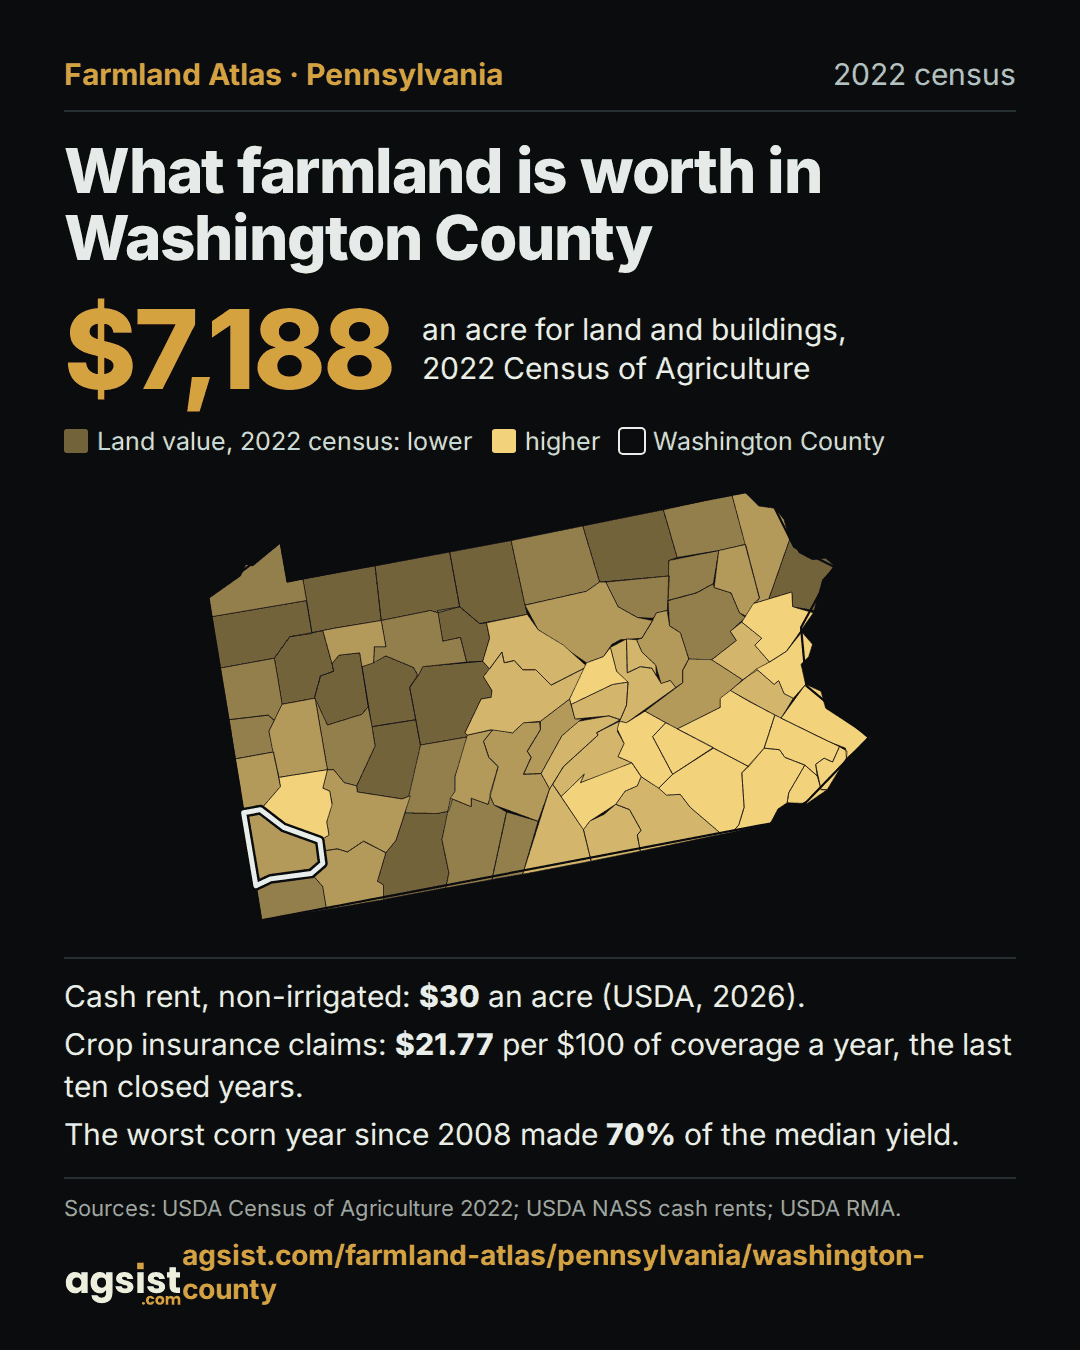 Farmland Atlas · Pennsylvania
2022 census
What farmland is worth in
Washington County
$7,188
an acre for land and buildings,
2022 Census of Agriculture
Land value, 2022 census: lower
higher
Washington County
Cash rent, non-irrigated: $30 an acre (USDA, 2026).
Crop insurance claims: $21.77 per $100 of coverage a year, the last
ten closed years.
The worst corn year since 2008 made 70% of the median yield.
Sources: USDA Census of Agriculture 2022; USDA NASS cash rents; USDA RMA.
agsist
.com
agsist.com/farmland-atlas/pennsylvania/washington-
county